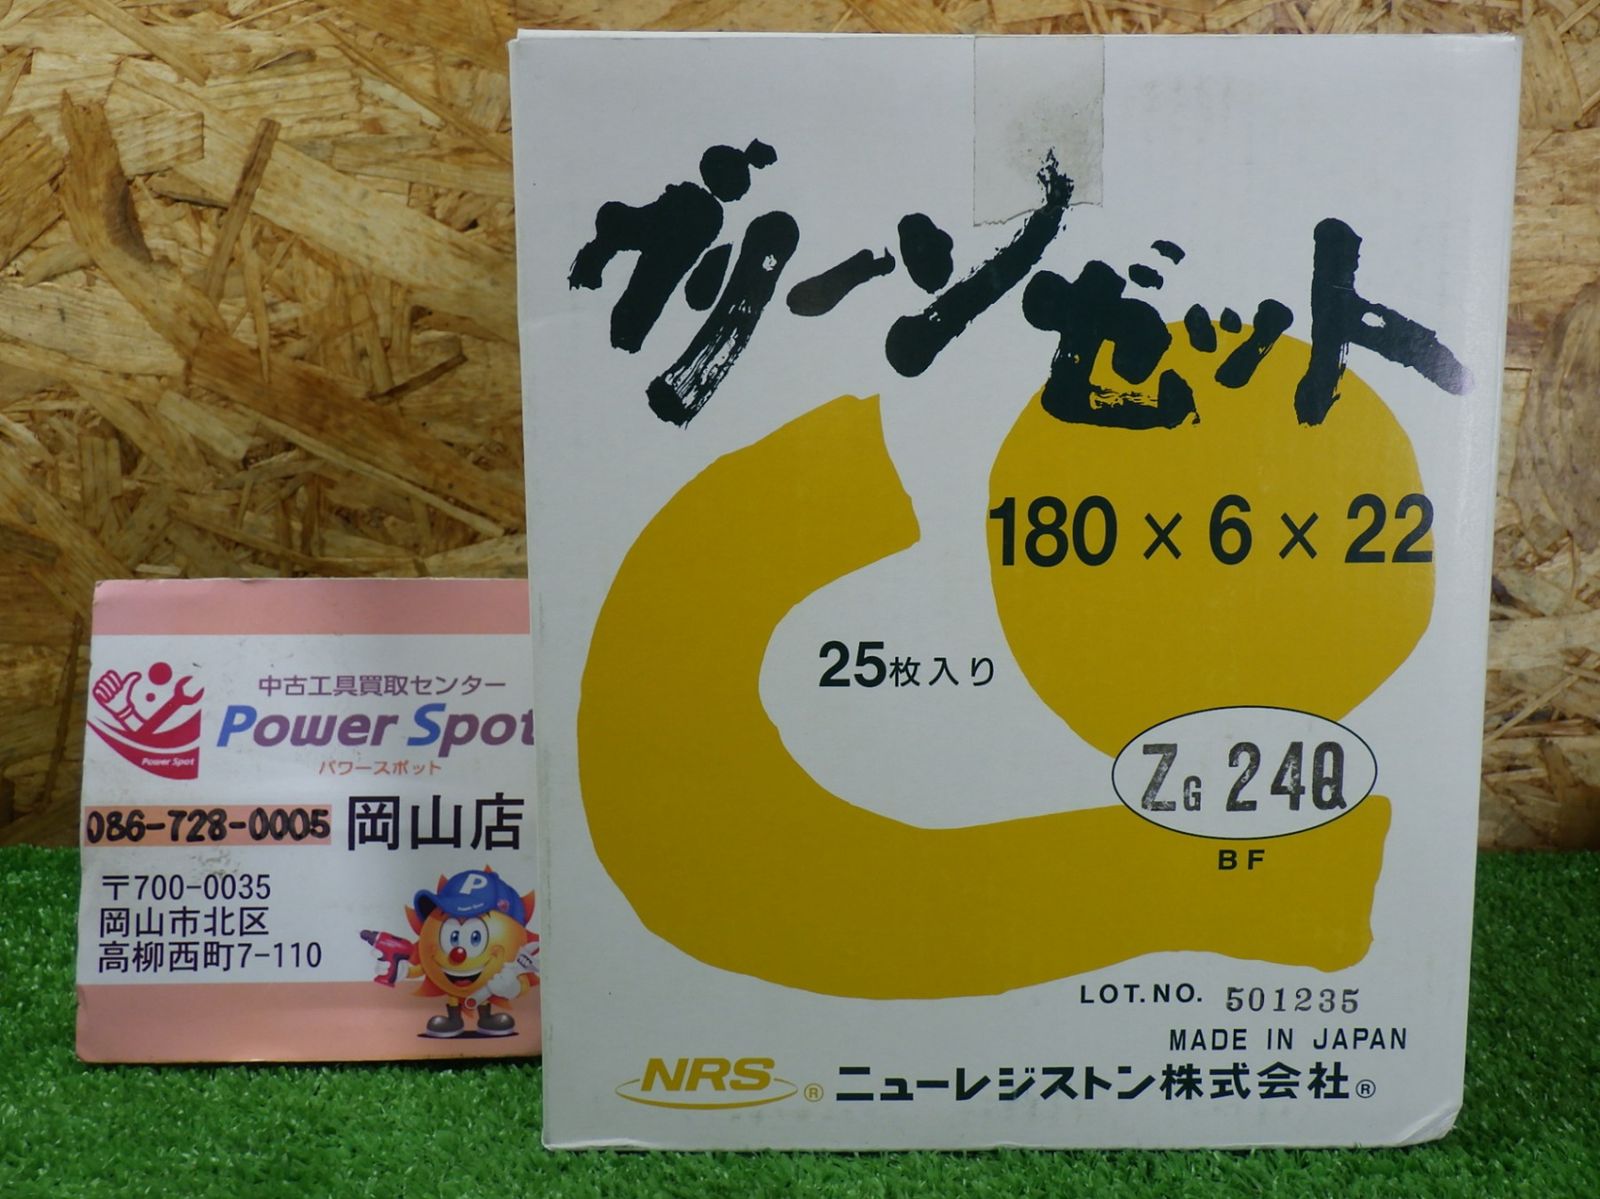 グリーンゼット
180 × 6 × 22
25枚入り
ZG 24Q
BF
LOT.NO. 501235
MADE IN JAPAN
NRS ® ニューレジストン株式会社®
中古工具買取センター
Power Spot
パワースポット
Power Spot
086-728-0005 岡山店
〒700-0035
岡山市北区
高柳西町7-110
P